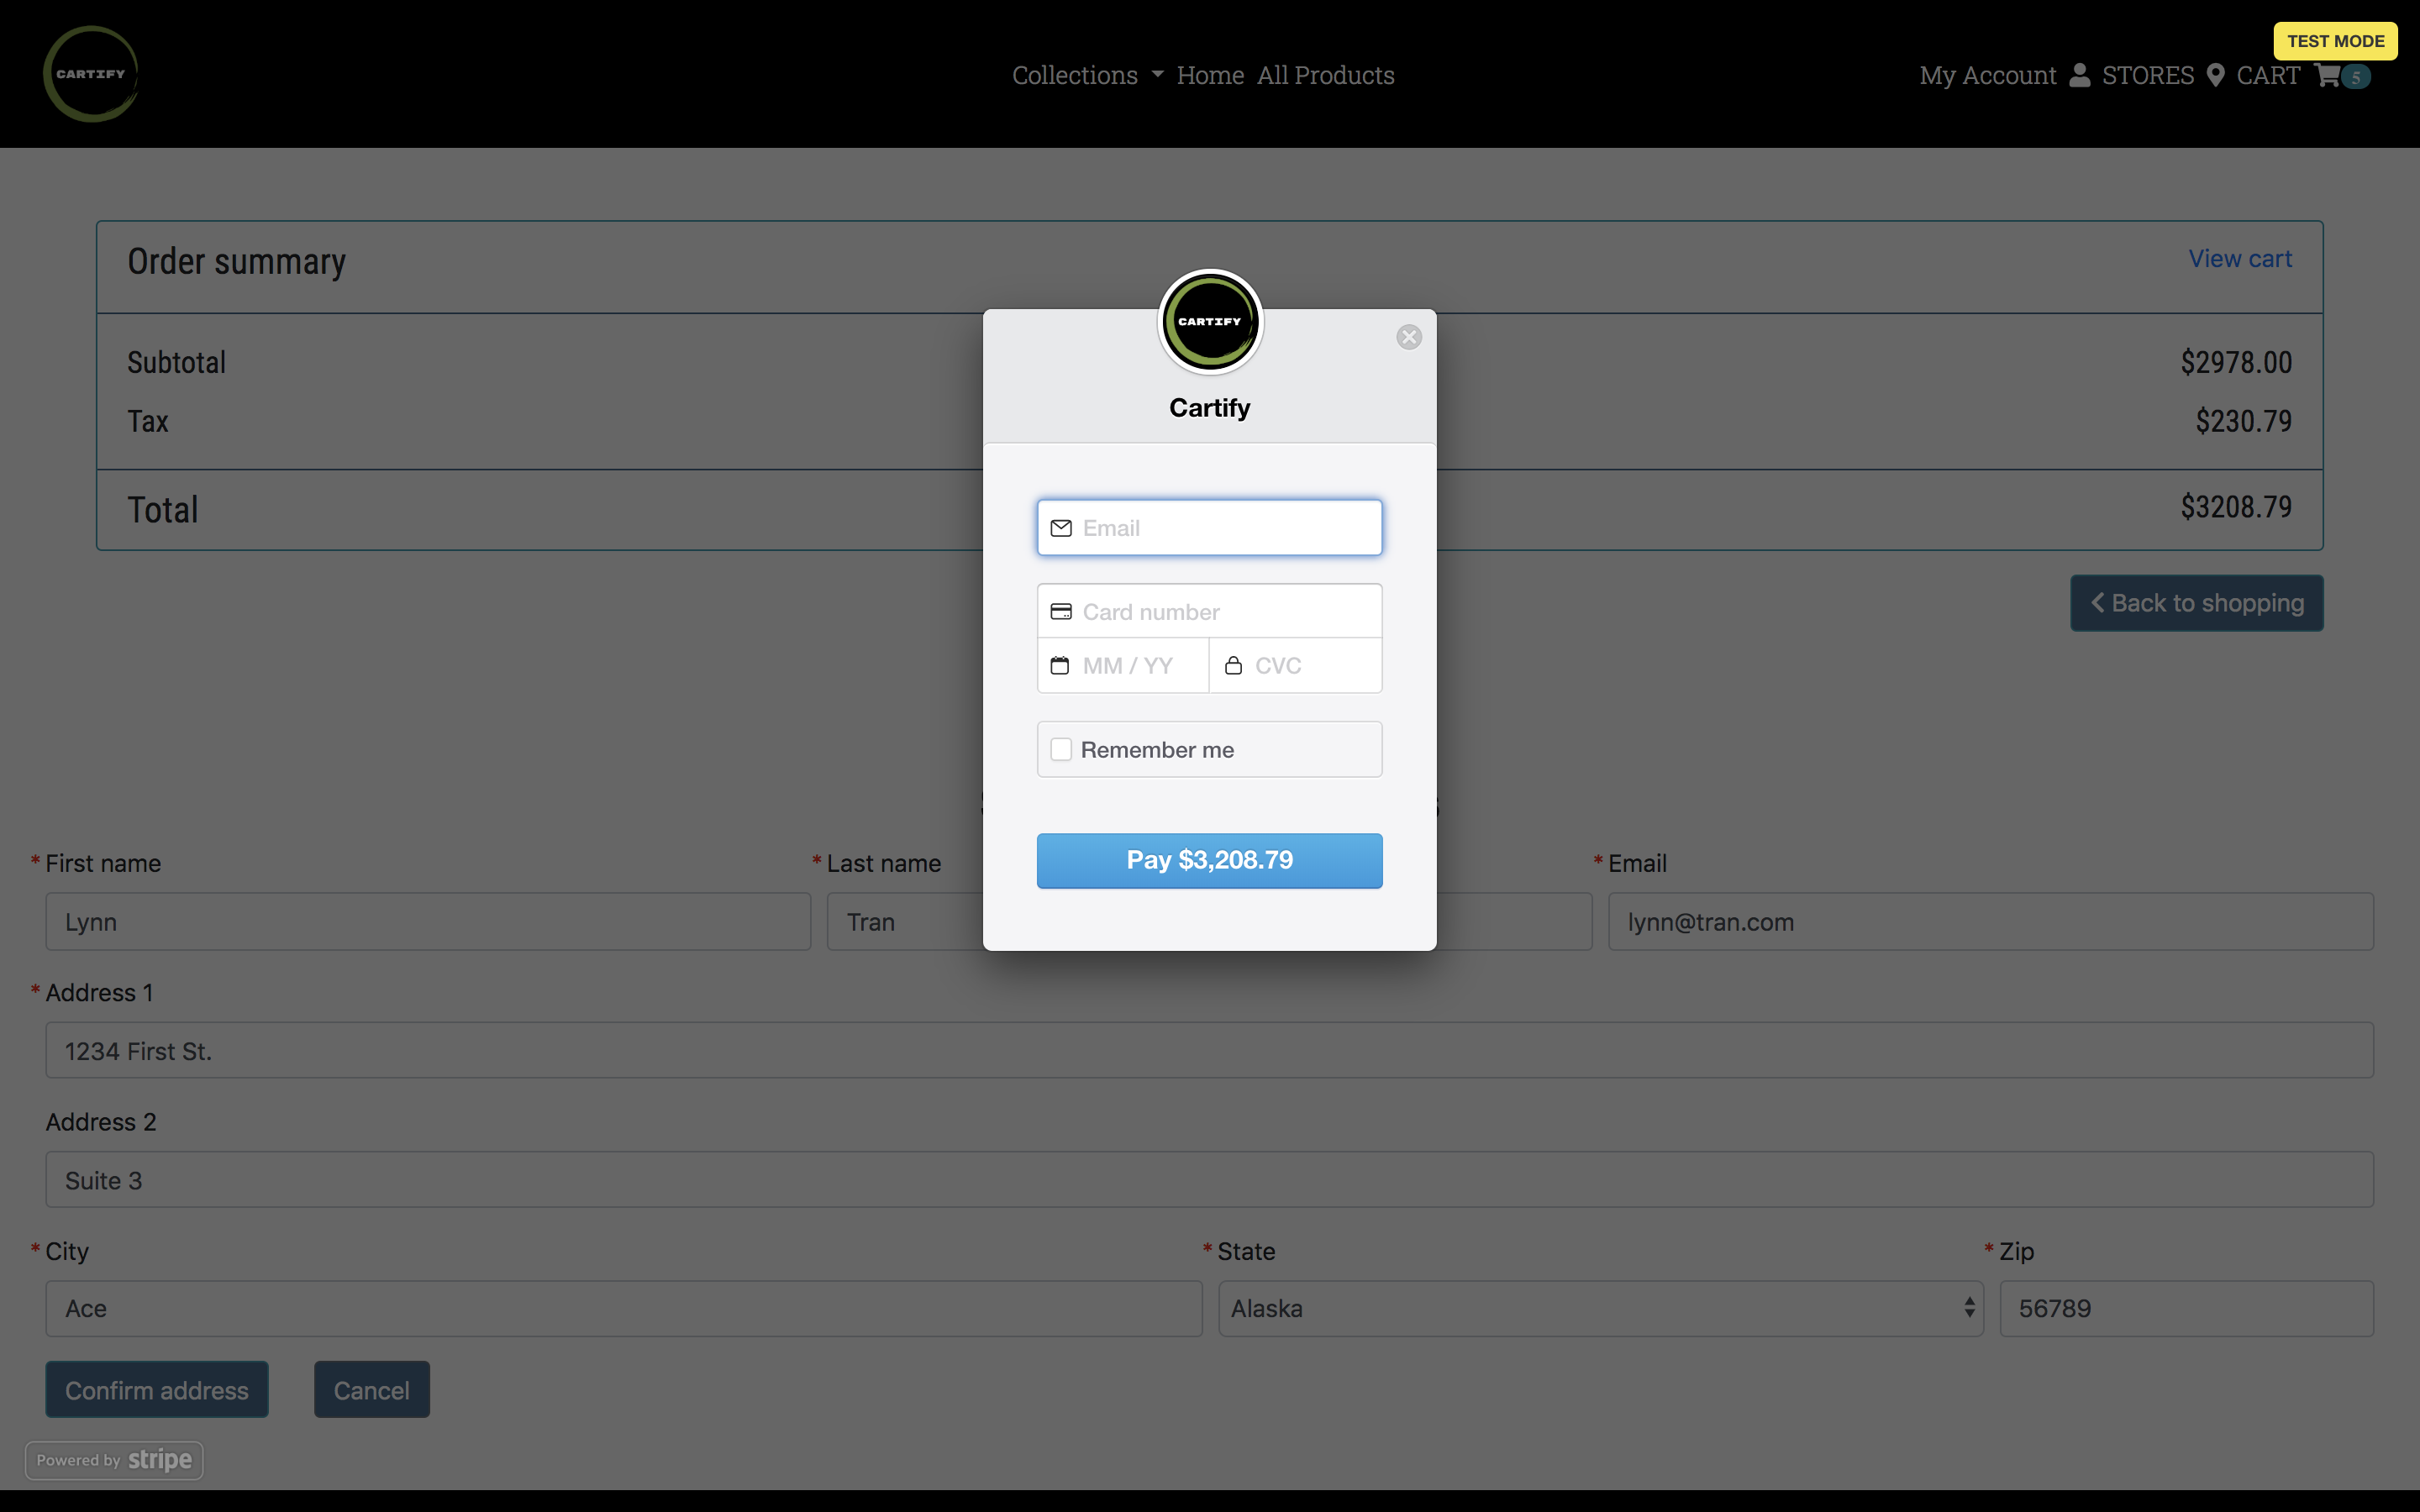 TEST MODE
CARTIFY
Collections Home All Products
My Account STORES CART 5
Order summary View cart
Subtotal $2978.00
Tax $230.79
Total $3208.79
Back to shopping
CARTIFY
Cartify
Email
Card number
MM / YY CVC
Remember me
Pay $3,208.79
* First name * Last name * Email
Lynn Tran lynn@tran.com
* Address 1
1234 First St.
Address 2
Suite 3
* City * State * Zip
Ace Alaska 56789
Confirm address Cancel
Powered by stripe